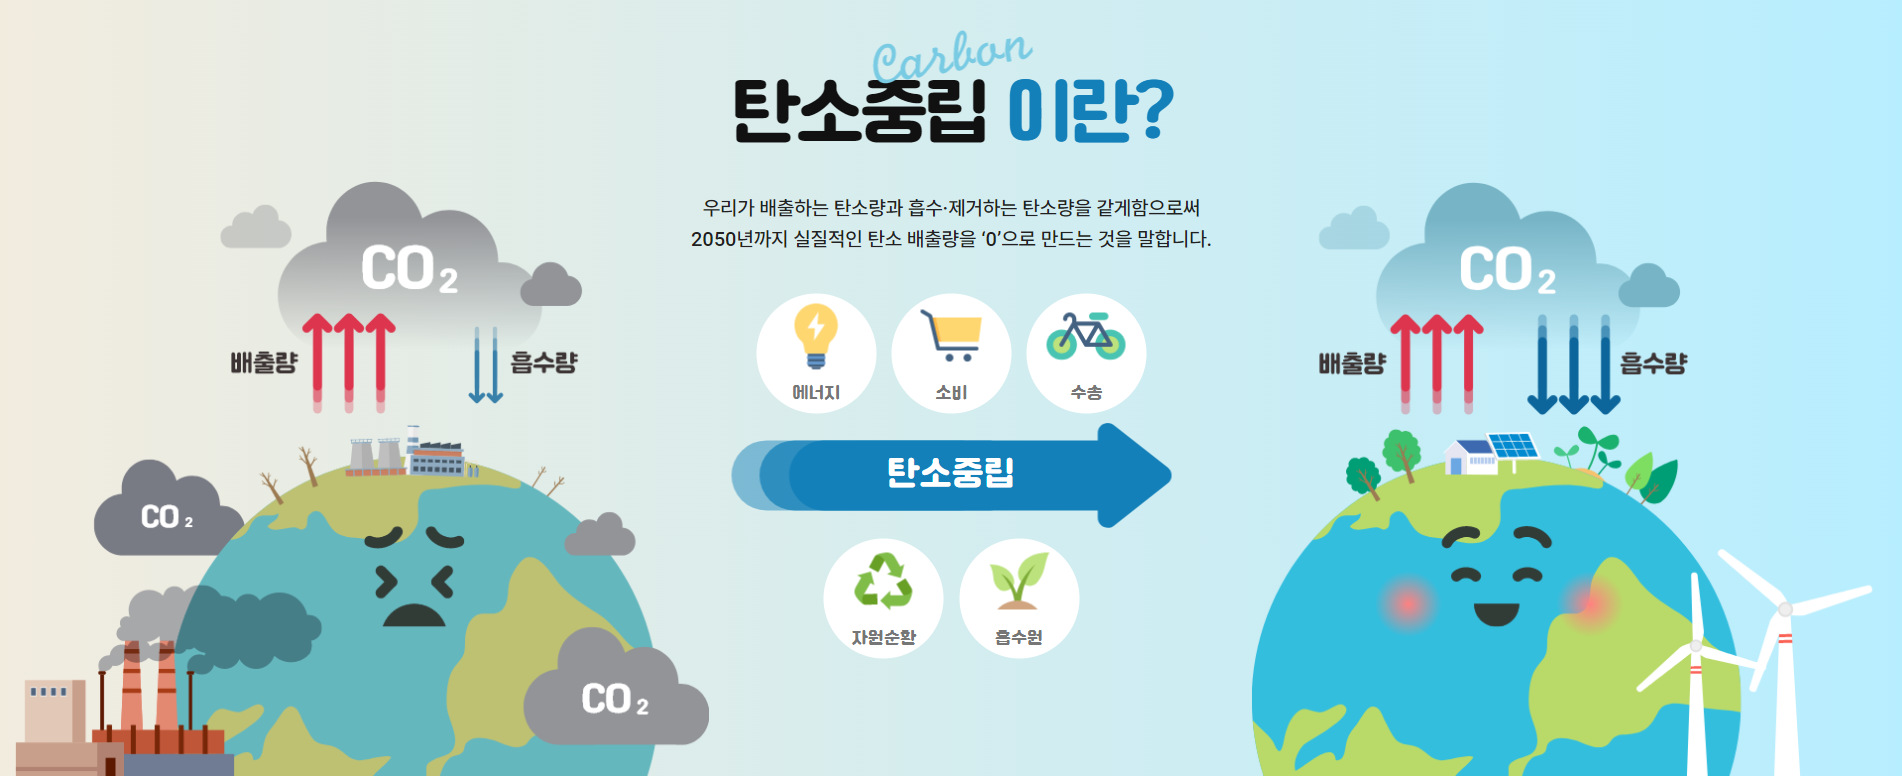 Carbon
탄소중립 이란?
우리가 배출하는 탄소량과 흡수·제거하는 탄소량을 같게함으로써
2050년까지 실질적인 탄소 배출량을 ‘0’으로 만드는 것을 말합니다.
CO2
배출량
흡수량
CO2
CO2
에너지
소비
수송
탄소중립
자원순환
흡수원
CO2
배출량
흡수량